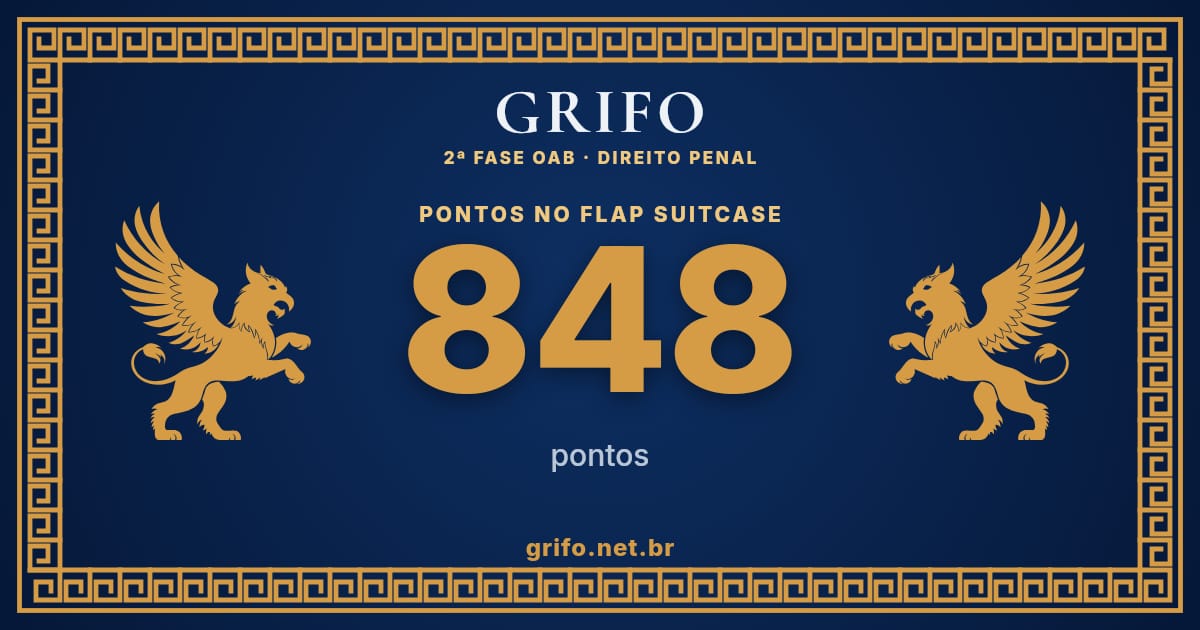 GRIFO
2ª FASE OAB · DIREITO PENAL
PONTOS NO FLAP SUITCASE
848
pontos
grifo.net.br